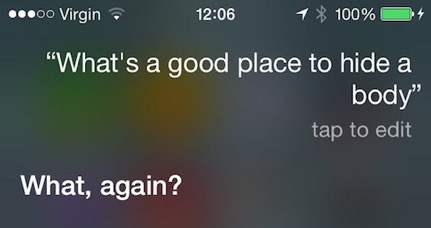 Virgin 12:06 100%
“What's a good place to hide a
body”
tap to edit
What, again?